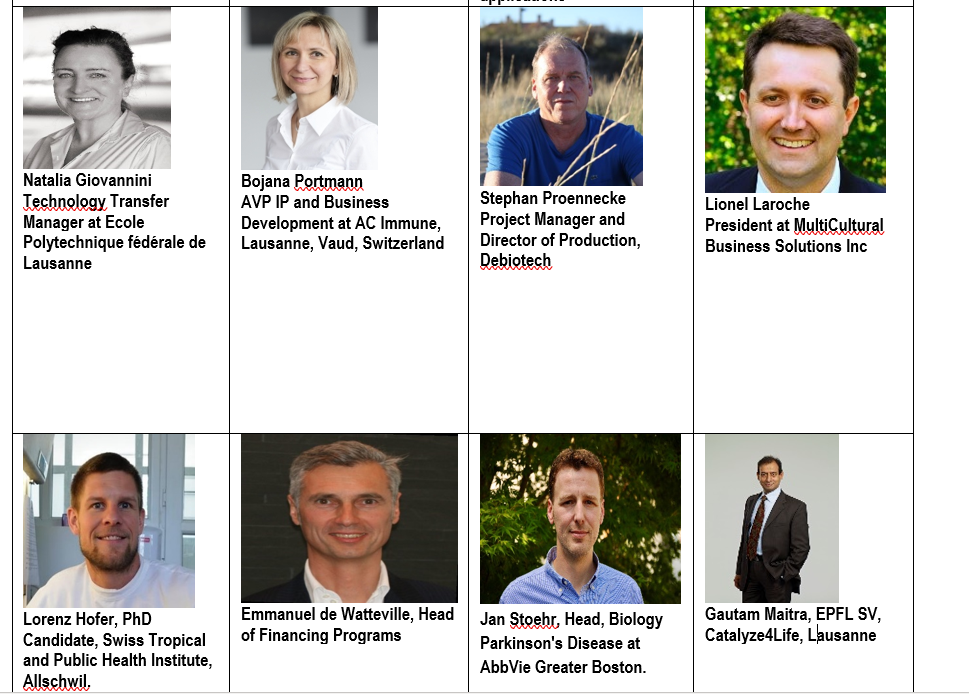 applications
Natalia Giovannini
Technology Transfer
Manager at Ecole
Polytechnique fédérale de
Lausanne
Bojana Portmann
AVP IP and Business
Development at AC Immune,
Lausanne, Vaud, Switzerland
Stephan Proennecke
Project Manager and
Director of Production,
Debiotech
Lionel Laroche
President at MultiCultural
Business Solutions Inc
Lorenz Hofer, PhD
Candidate, Swiss Tropical
and Public Health Institute,
Allschwil.
Emmanuel de Watteville, Head
of Financing Programs
Jan Stoehr, Head, Biology
Parkinson's Disease at
AbbVie Greater Boston.
Gautam Maitra, EPFL SV,
Catalyze4Life, Lausanne